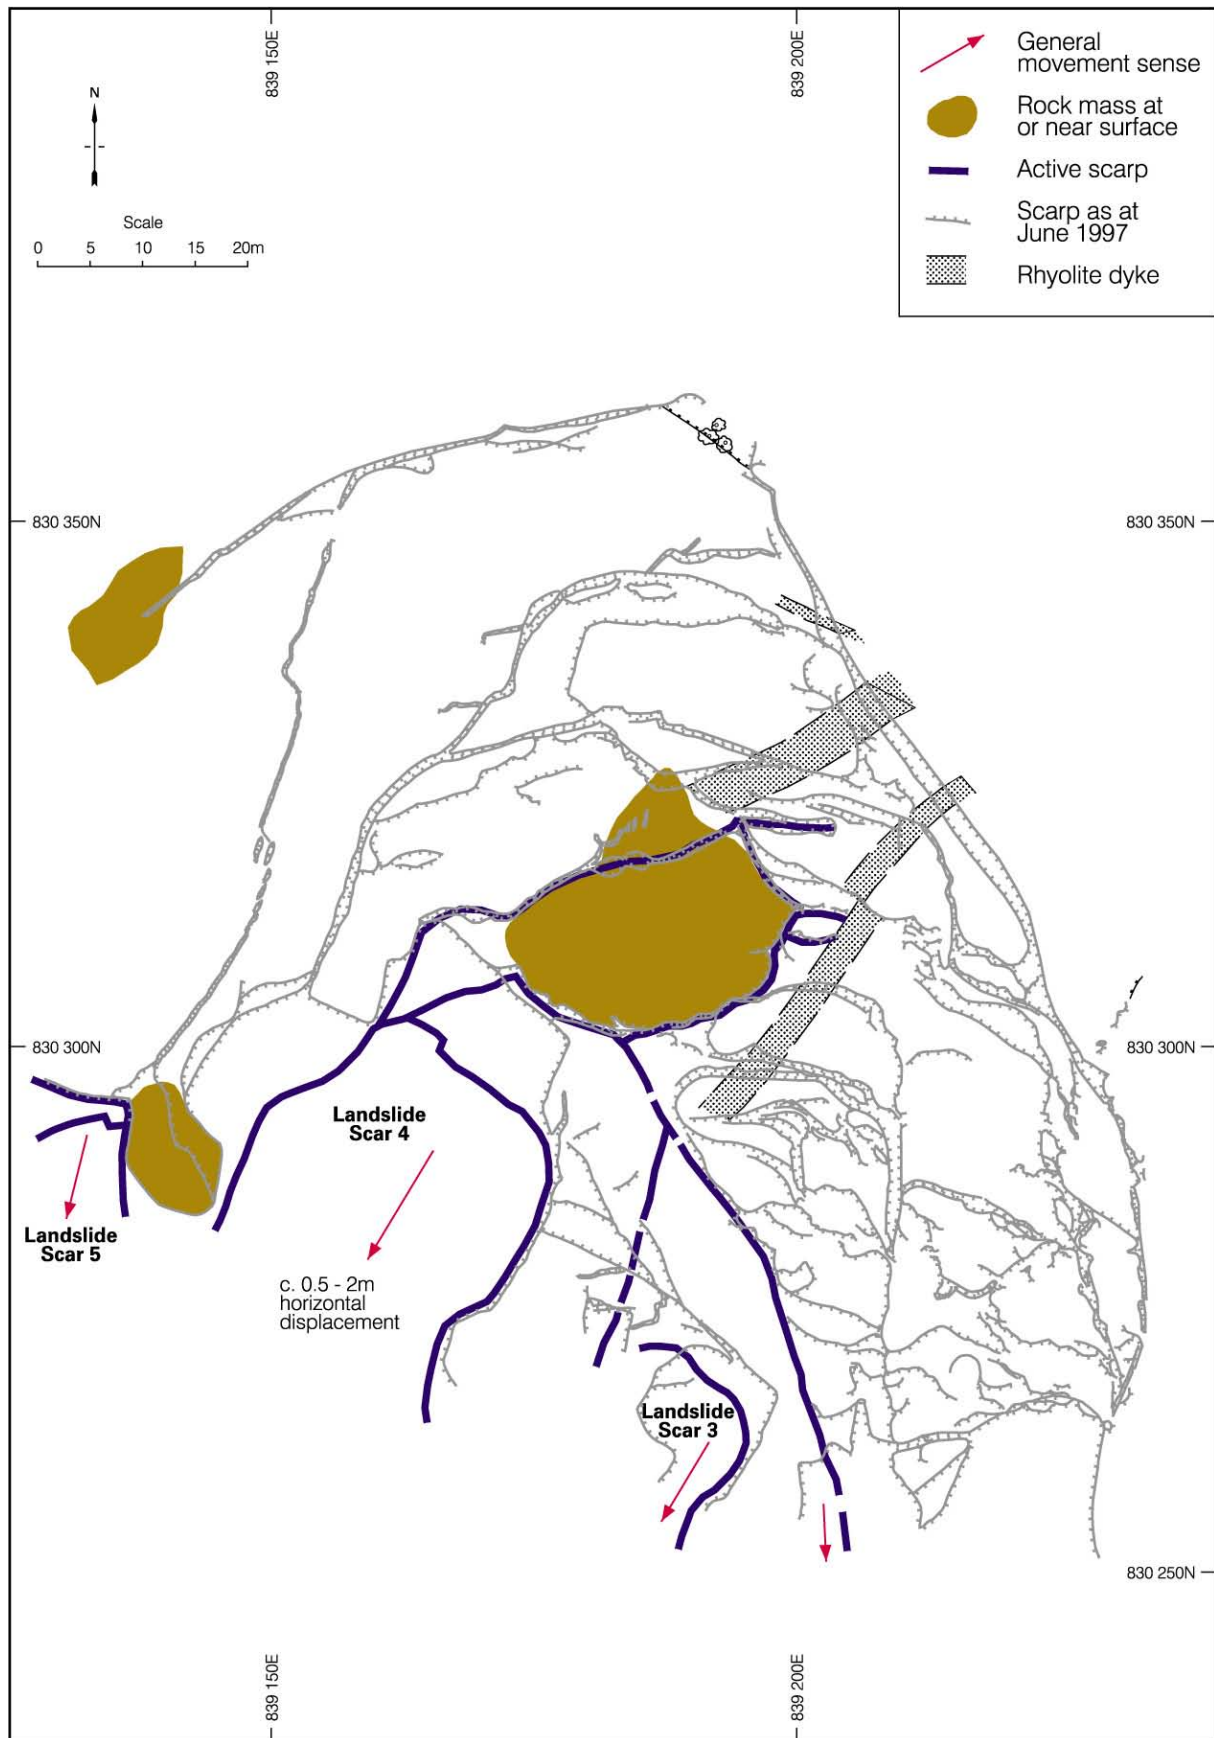 839 150E
839 200E
General
movement sense
Rock mass at
or near surface
Active scarp
Scarp as at
June 1997
Rhyolite dyke
N
Scale
0 5 10 15 20m
830 350N
830 350N
830 300N
830 300N
Landslide
Scar 4
Landslide
Scar 5
c. 0.5 - 2m
horizontal
displacement
Landslide
Scar 3
830 250N
839 150E
839 200E